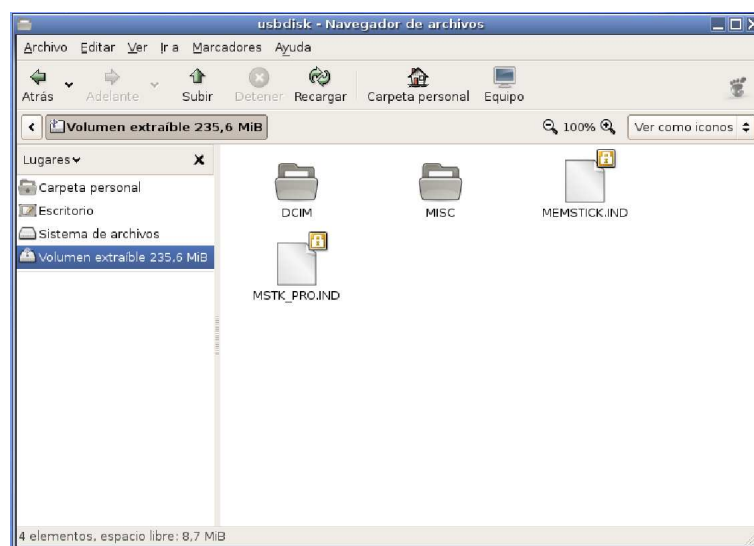 usbdisk - Navegador de archivos
Archivo Editar Ver Ir a Marcadores Ayuda
Atrás Adelante Subir Detener Recargar Carpeta personal Equipo
Volumen extraíble 235,6 MiB 100% Ver como iconos
Lugares
Carpeta personal
Escritorio
Sistema de archivos
Volumen extraíble 235,6 MiB
DCIM MISC MEMSTICK.IND
MSTK_PRO.IND
4 elementos, espacio libre: 8,7 MiB